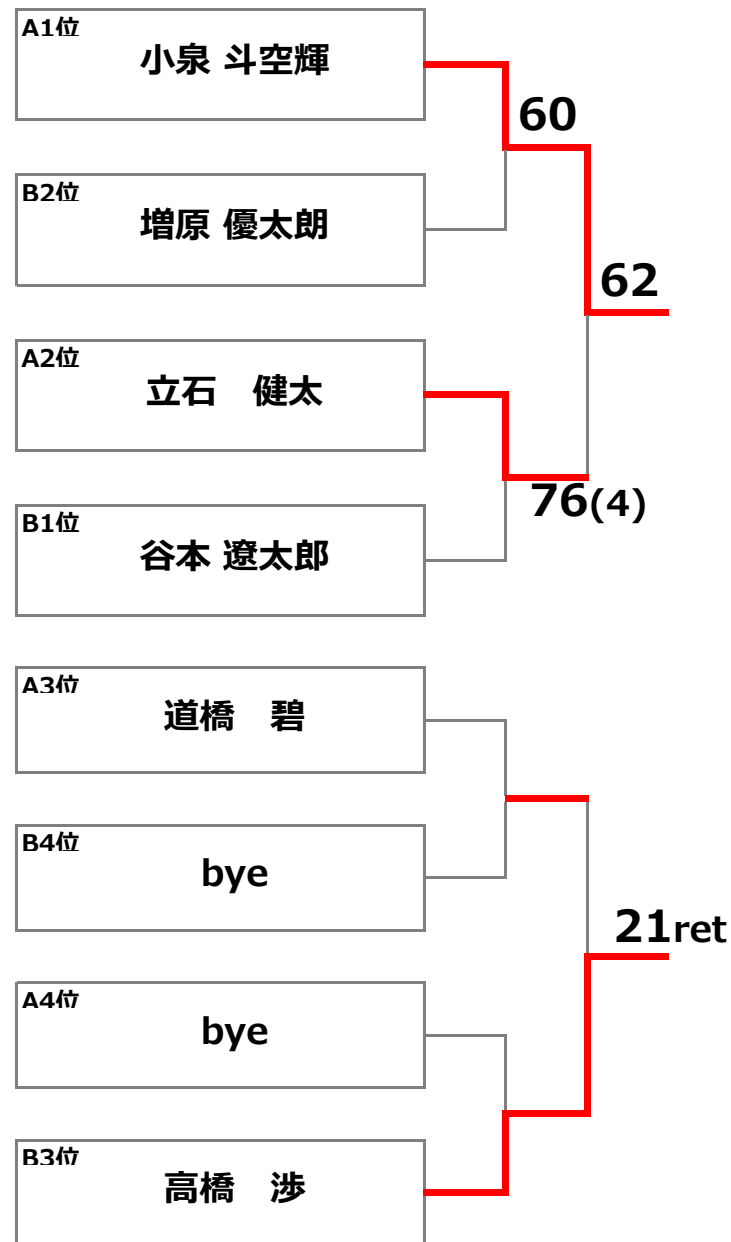 A1位
小泉 斗空輝
60
B2位
増原 優太朗
62
A2位
立石　健太
76(4)
B1位
谷本 遼太郎
A3位
道橋　碧
B4位
bye
21ret
A4位
bye
B3位
高橋　渉